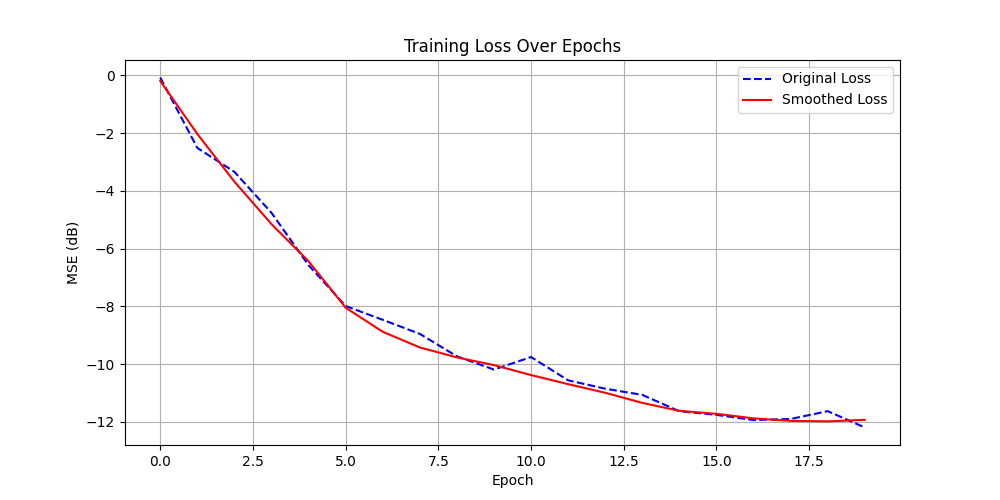 Training Loss Over Epochs
Original Loss
Smoothed Loss
MSE (dB)
0
−2
−4
−6
−8
−10
−12
0.0 2.5 5.0 7.5 10.0 12.5 15.0 17.5
Epoch